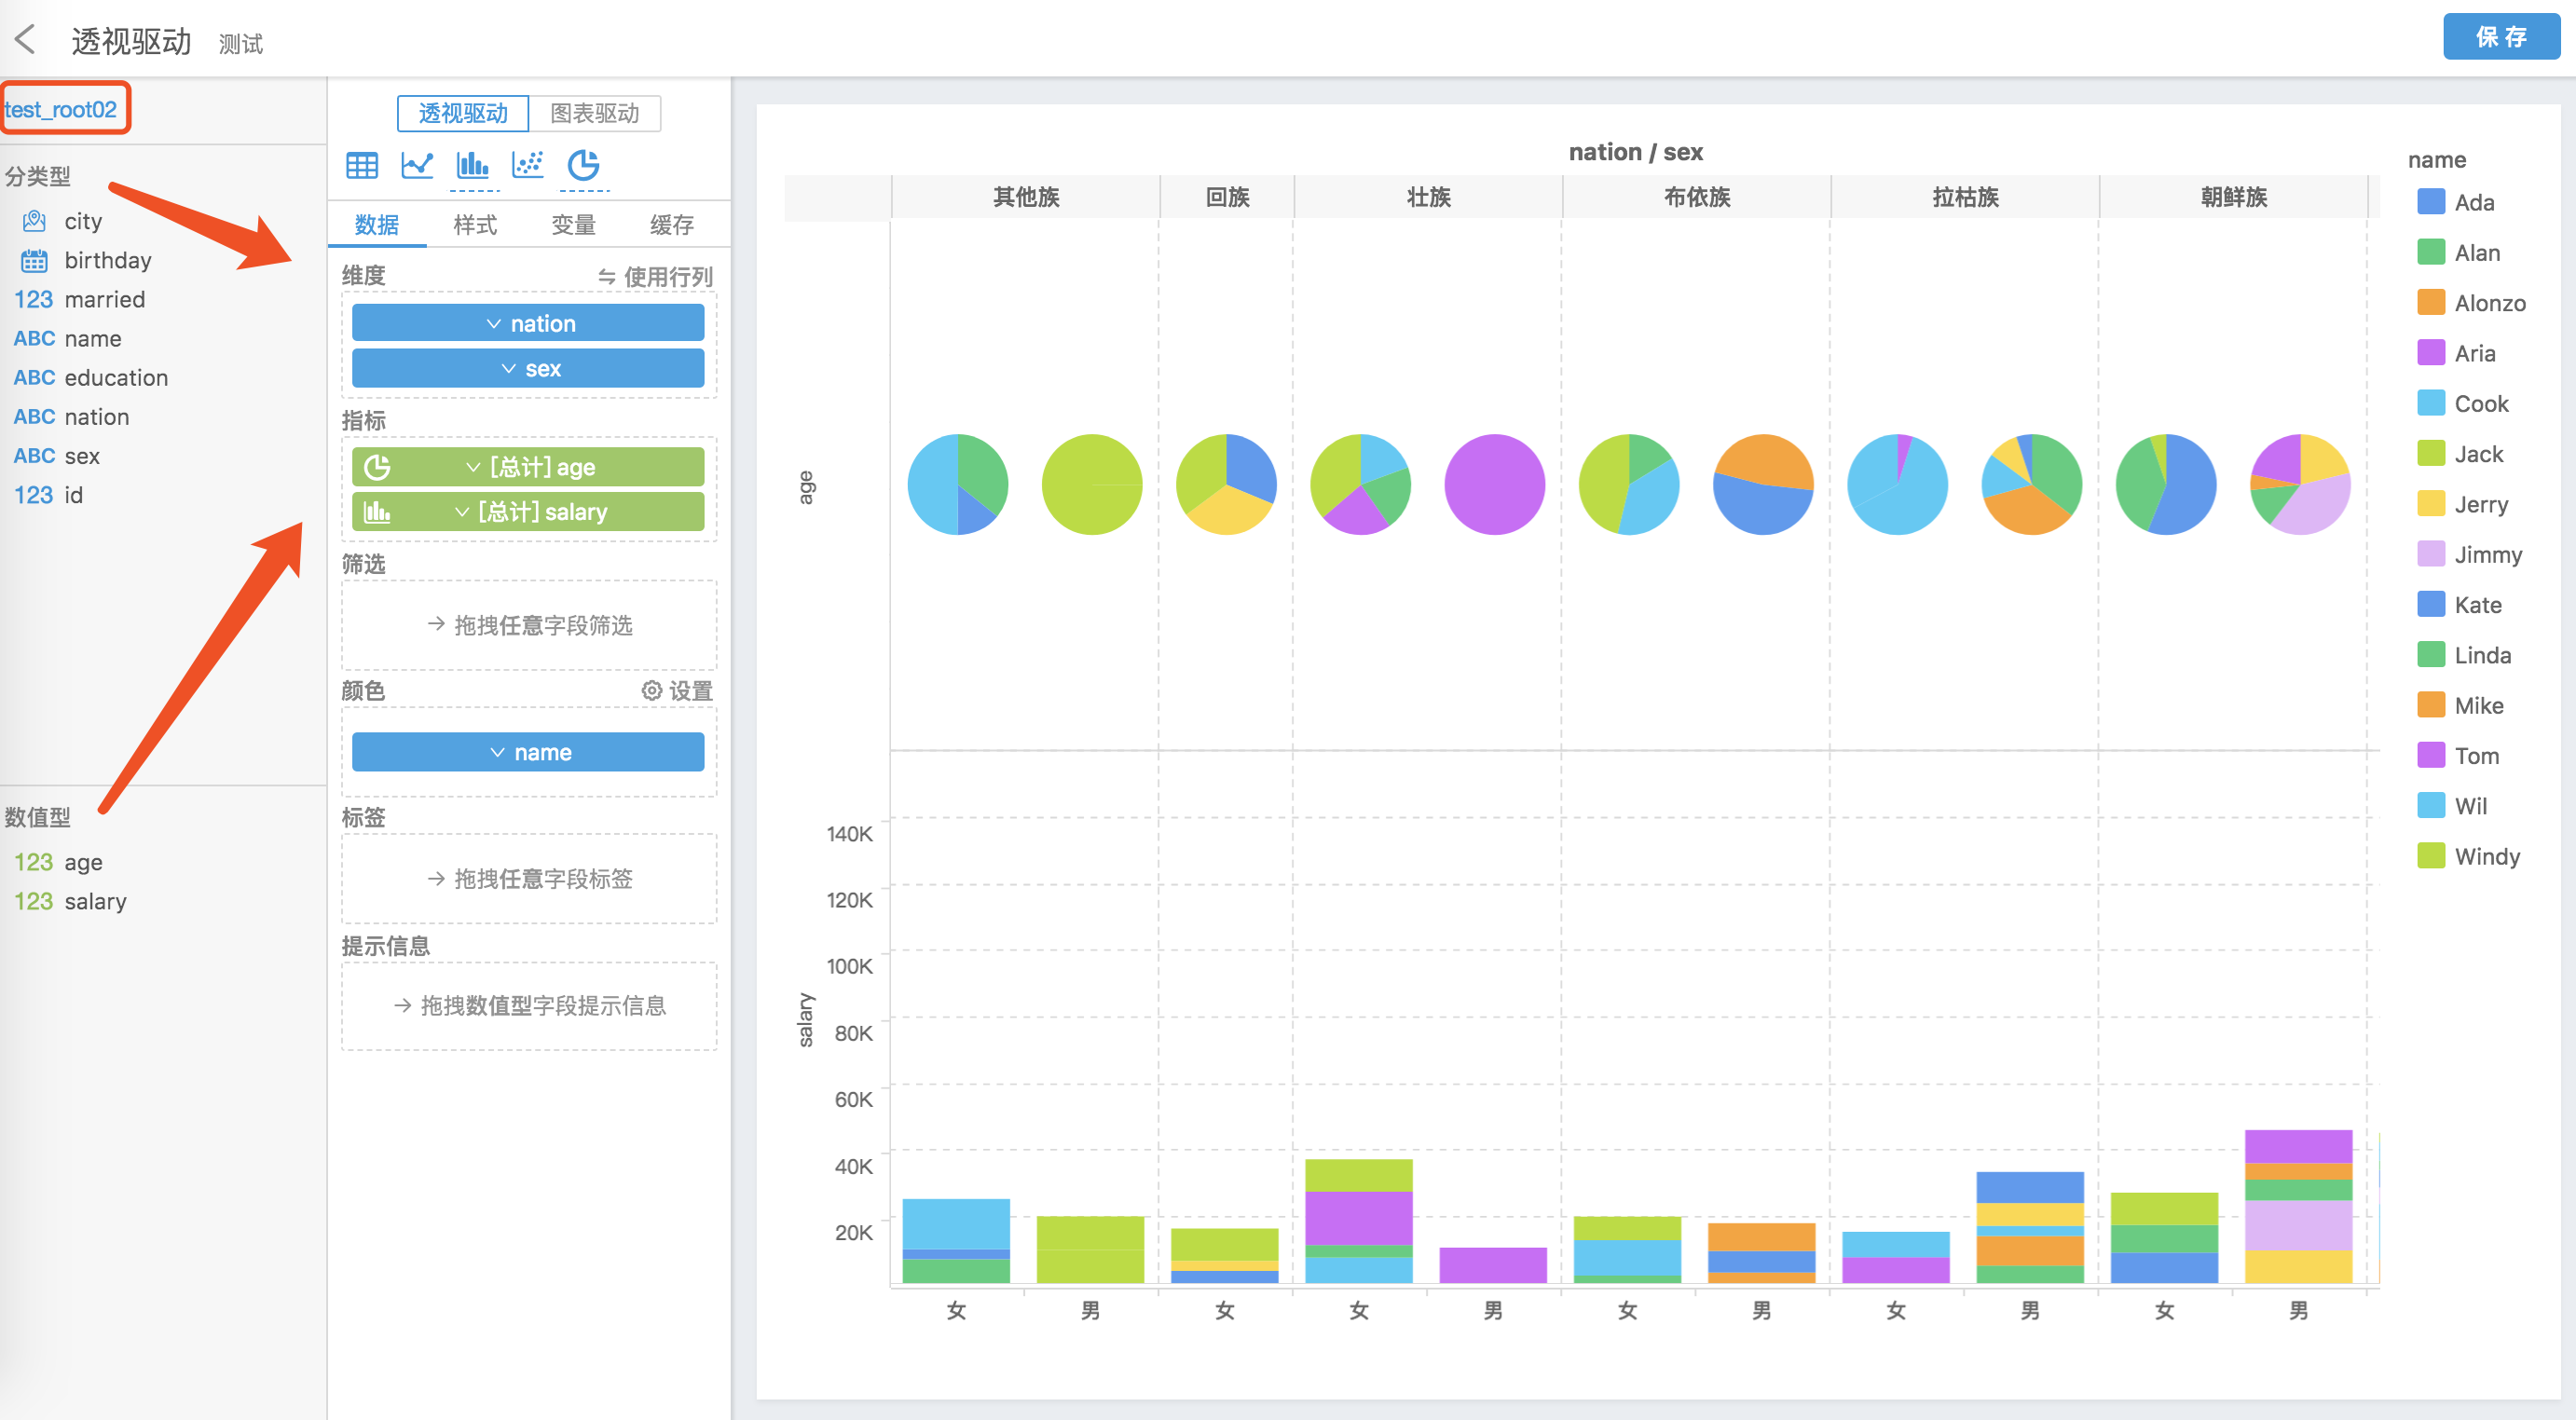 透视驱动 测试
保 存
test_root02
分类型
city
birthday
123 married
ABC name
ABC education
ABC nation
ABC sex
123 id
数值型
123 age
123 salary
透视驱动 图表驱动
数据 样式 变量 缓存
维度 使用行列
nation
sex
指标
[总计] age
[总计] salary
筛选
拖拽任意字段筛选
颜色 设置
name
标签
拖拽任意字段标签
提示信息
拖拽数值型字段提示信息
nation / sex
其他族 回族 壮族 布依族 拉枯族 朝鲜族
age
salary
140K
120K
100K
80K
60K
40K
20K
女 男 女 女 男 女 男 女 男 女 男
name
Ada
Alan
Alonzo
Aria
Cook
Jack
Jerry
Jimmy
Kate
Linda
Mike
Tom
Wil
Windy